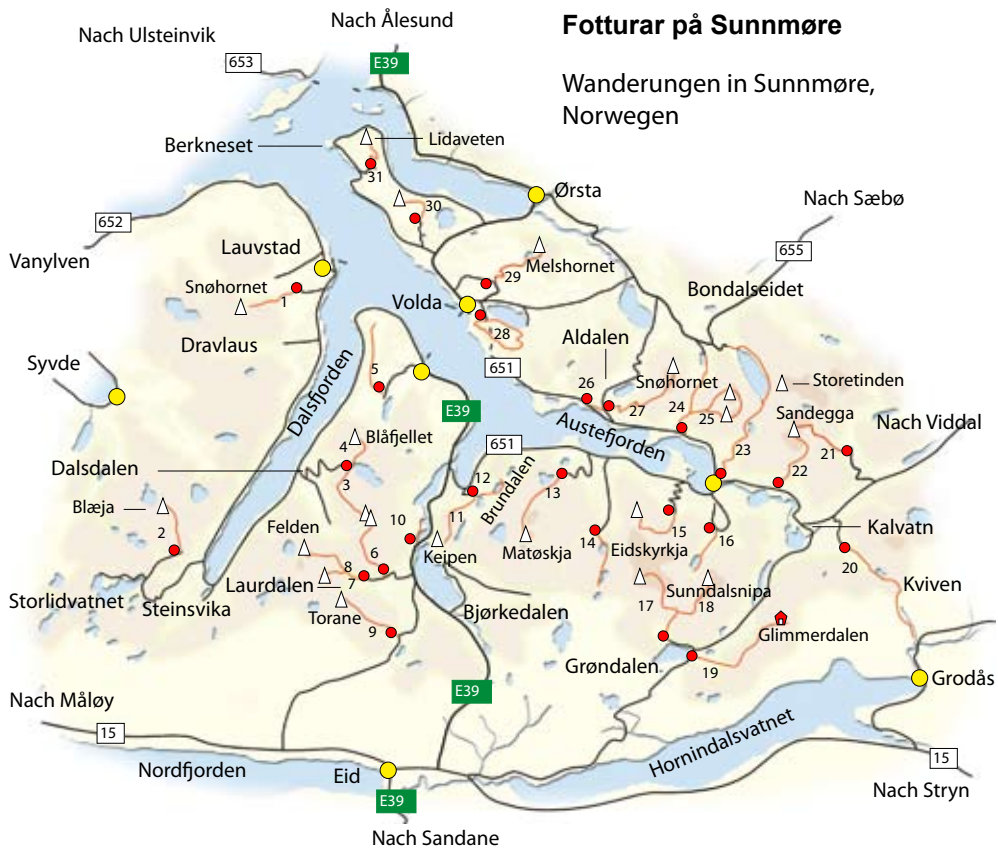 Fotturar på Sunnmøre
Wanderungen in Sunnmøre,
Norwegen
Nach Ålesund
Nach Ulsteinvik
653
E39
Lidaveten
Berkneset
31
30
Ørsta
Nach Sæbø
652
655
Vanylven
Lauvstad
Snøhornet
1
Melshornet
29
Bondalseidet
Volda
28
Dravlaus
Aldalen
Syvde
651
Snøhornet
Storetinden
5
26
27
24
25
Sandegga
Dalsfjorden
E39
Austefjorden
Nach Viddal
Blåfjellet
4
651
23
21
Dalsdalen
3
12
Brundalen
13
22
Blæja
2
Felden
10
11
Keipen
Matøskja
14
Eidskyrkja
15
16
Kalvatn
20
8
6
7
Laurdalen
Kviven
Storlidvatnet
Steinsvika
Torane
9
Bjørkedalen
17
Sunndalsnipa
18
Glimmerdalen
Grøndalen
19
Grodås
E39
Nach Måløy
15
Hornindalsvatnet
Nordfjorden
Eid
15
Nach Stryn
E39
Nach Sandane